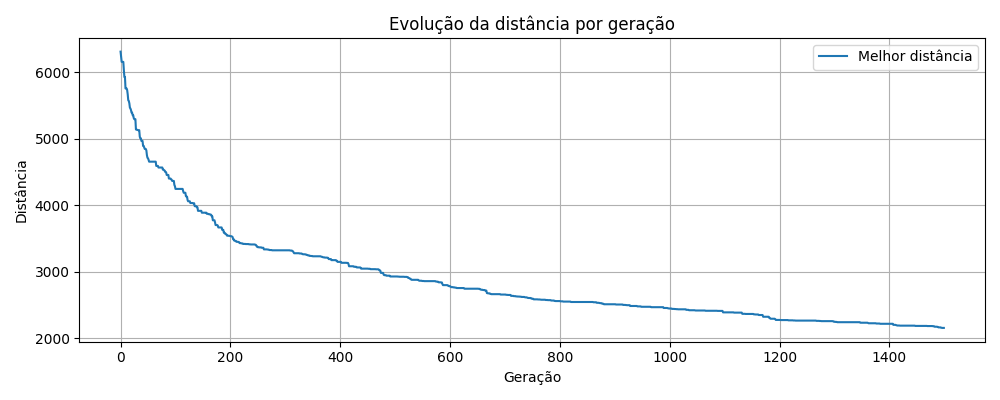 Evolução da distância por geração
Melhor distância
6000
5000
4000
3000
2000
Distância
0 200 400 600 800 1000 1200 1400
Geração